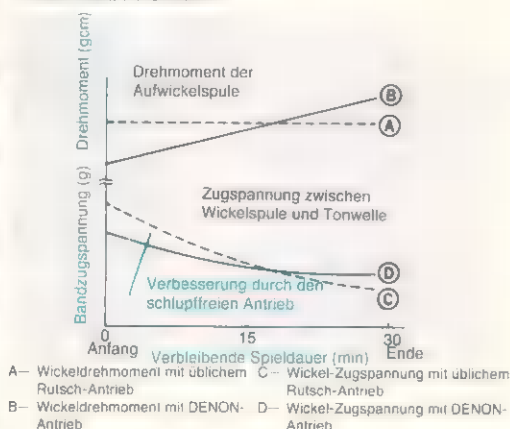 Drehmoment (gcm)
Drehmoment der
Aufwickelspule
B
A
Bandzugspannung (g)
Zugspannung zwischen
Wickelspule und Tonwelle
D
C
Verbesserung durch den
schlupffreien Antrieb
0 15 30
Anfang Verbleibende Spieldauer (min) Ende
A— Wickeldrehmoment mit üblichem
Rutsch-Antrieb
B— Wickeldrehmoment mit DENON-
Antrieb
C— Wickel-Zugspannung mit üblichem
Rutsch-Antrieb
D— Wickel-Zugspannung mit DENON-
Antrieb